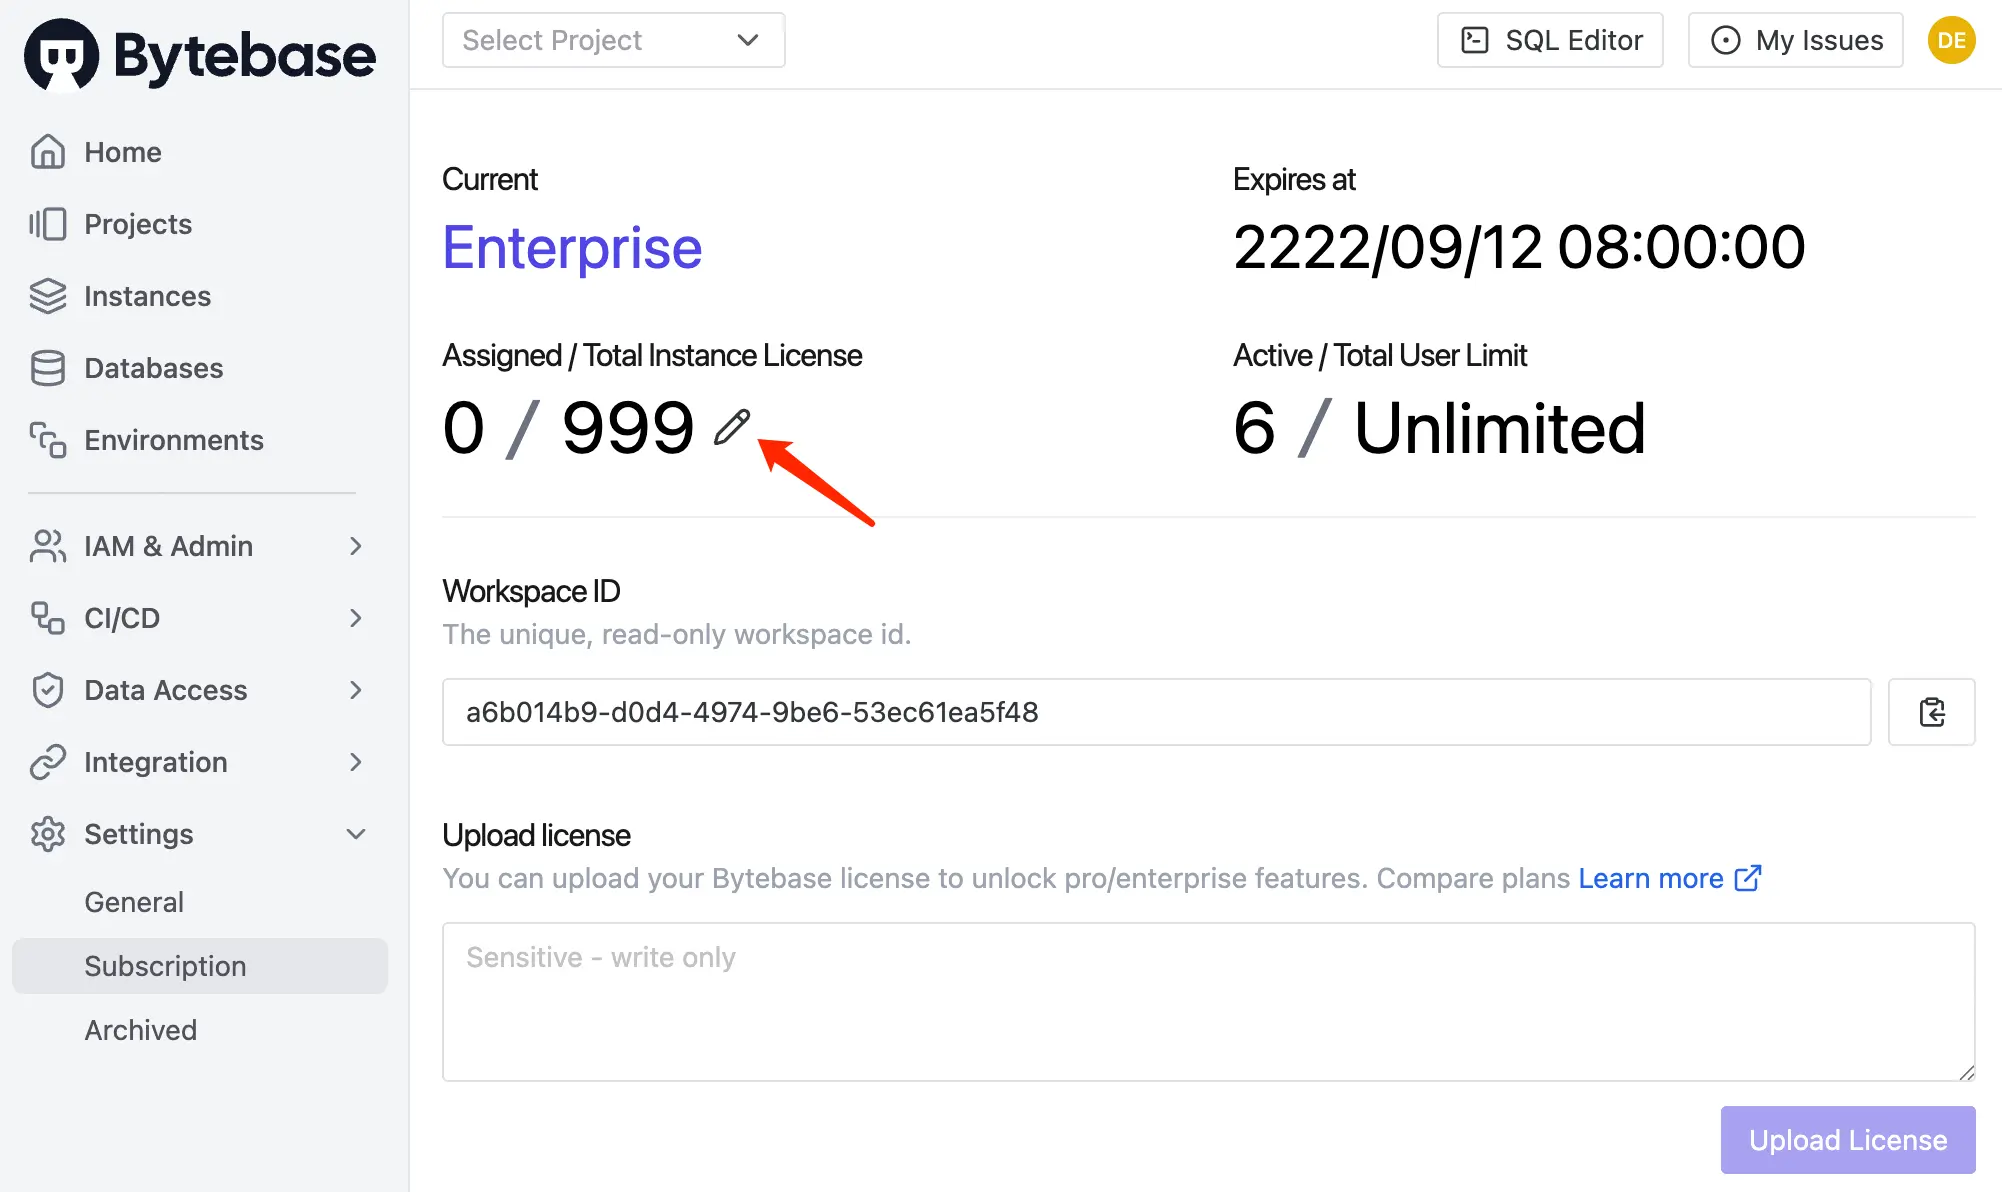 Bytebase
Select Project
SQL Editor
My Issues
DE
Home
Projects
Instances
Databases
Environments
IAM & Admin
CI/CD
Data Access
Integration
Settings
General
Subscription
Archived
Current
Enterprise
Expires at
2222/09/12 08:00:00
Assigned / Total Instance License
0 / 999
Active / Total User Limit
6 / Unlimited
Workspace ID
The unique, read-only workspace id.
a6b014b9-d0d4-4974-9be6-53ec61ea5f48
Upload license
You can upload your Bytebase license to unlock pro/enterprise features. Compare plans Learn more
Sensitive - write only
Upload License